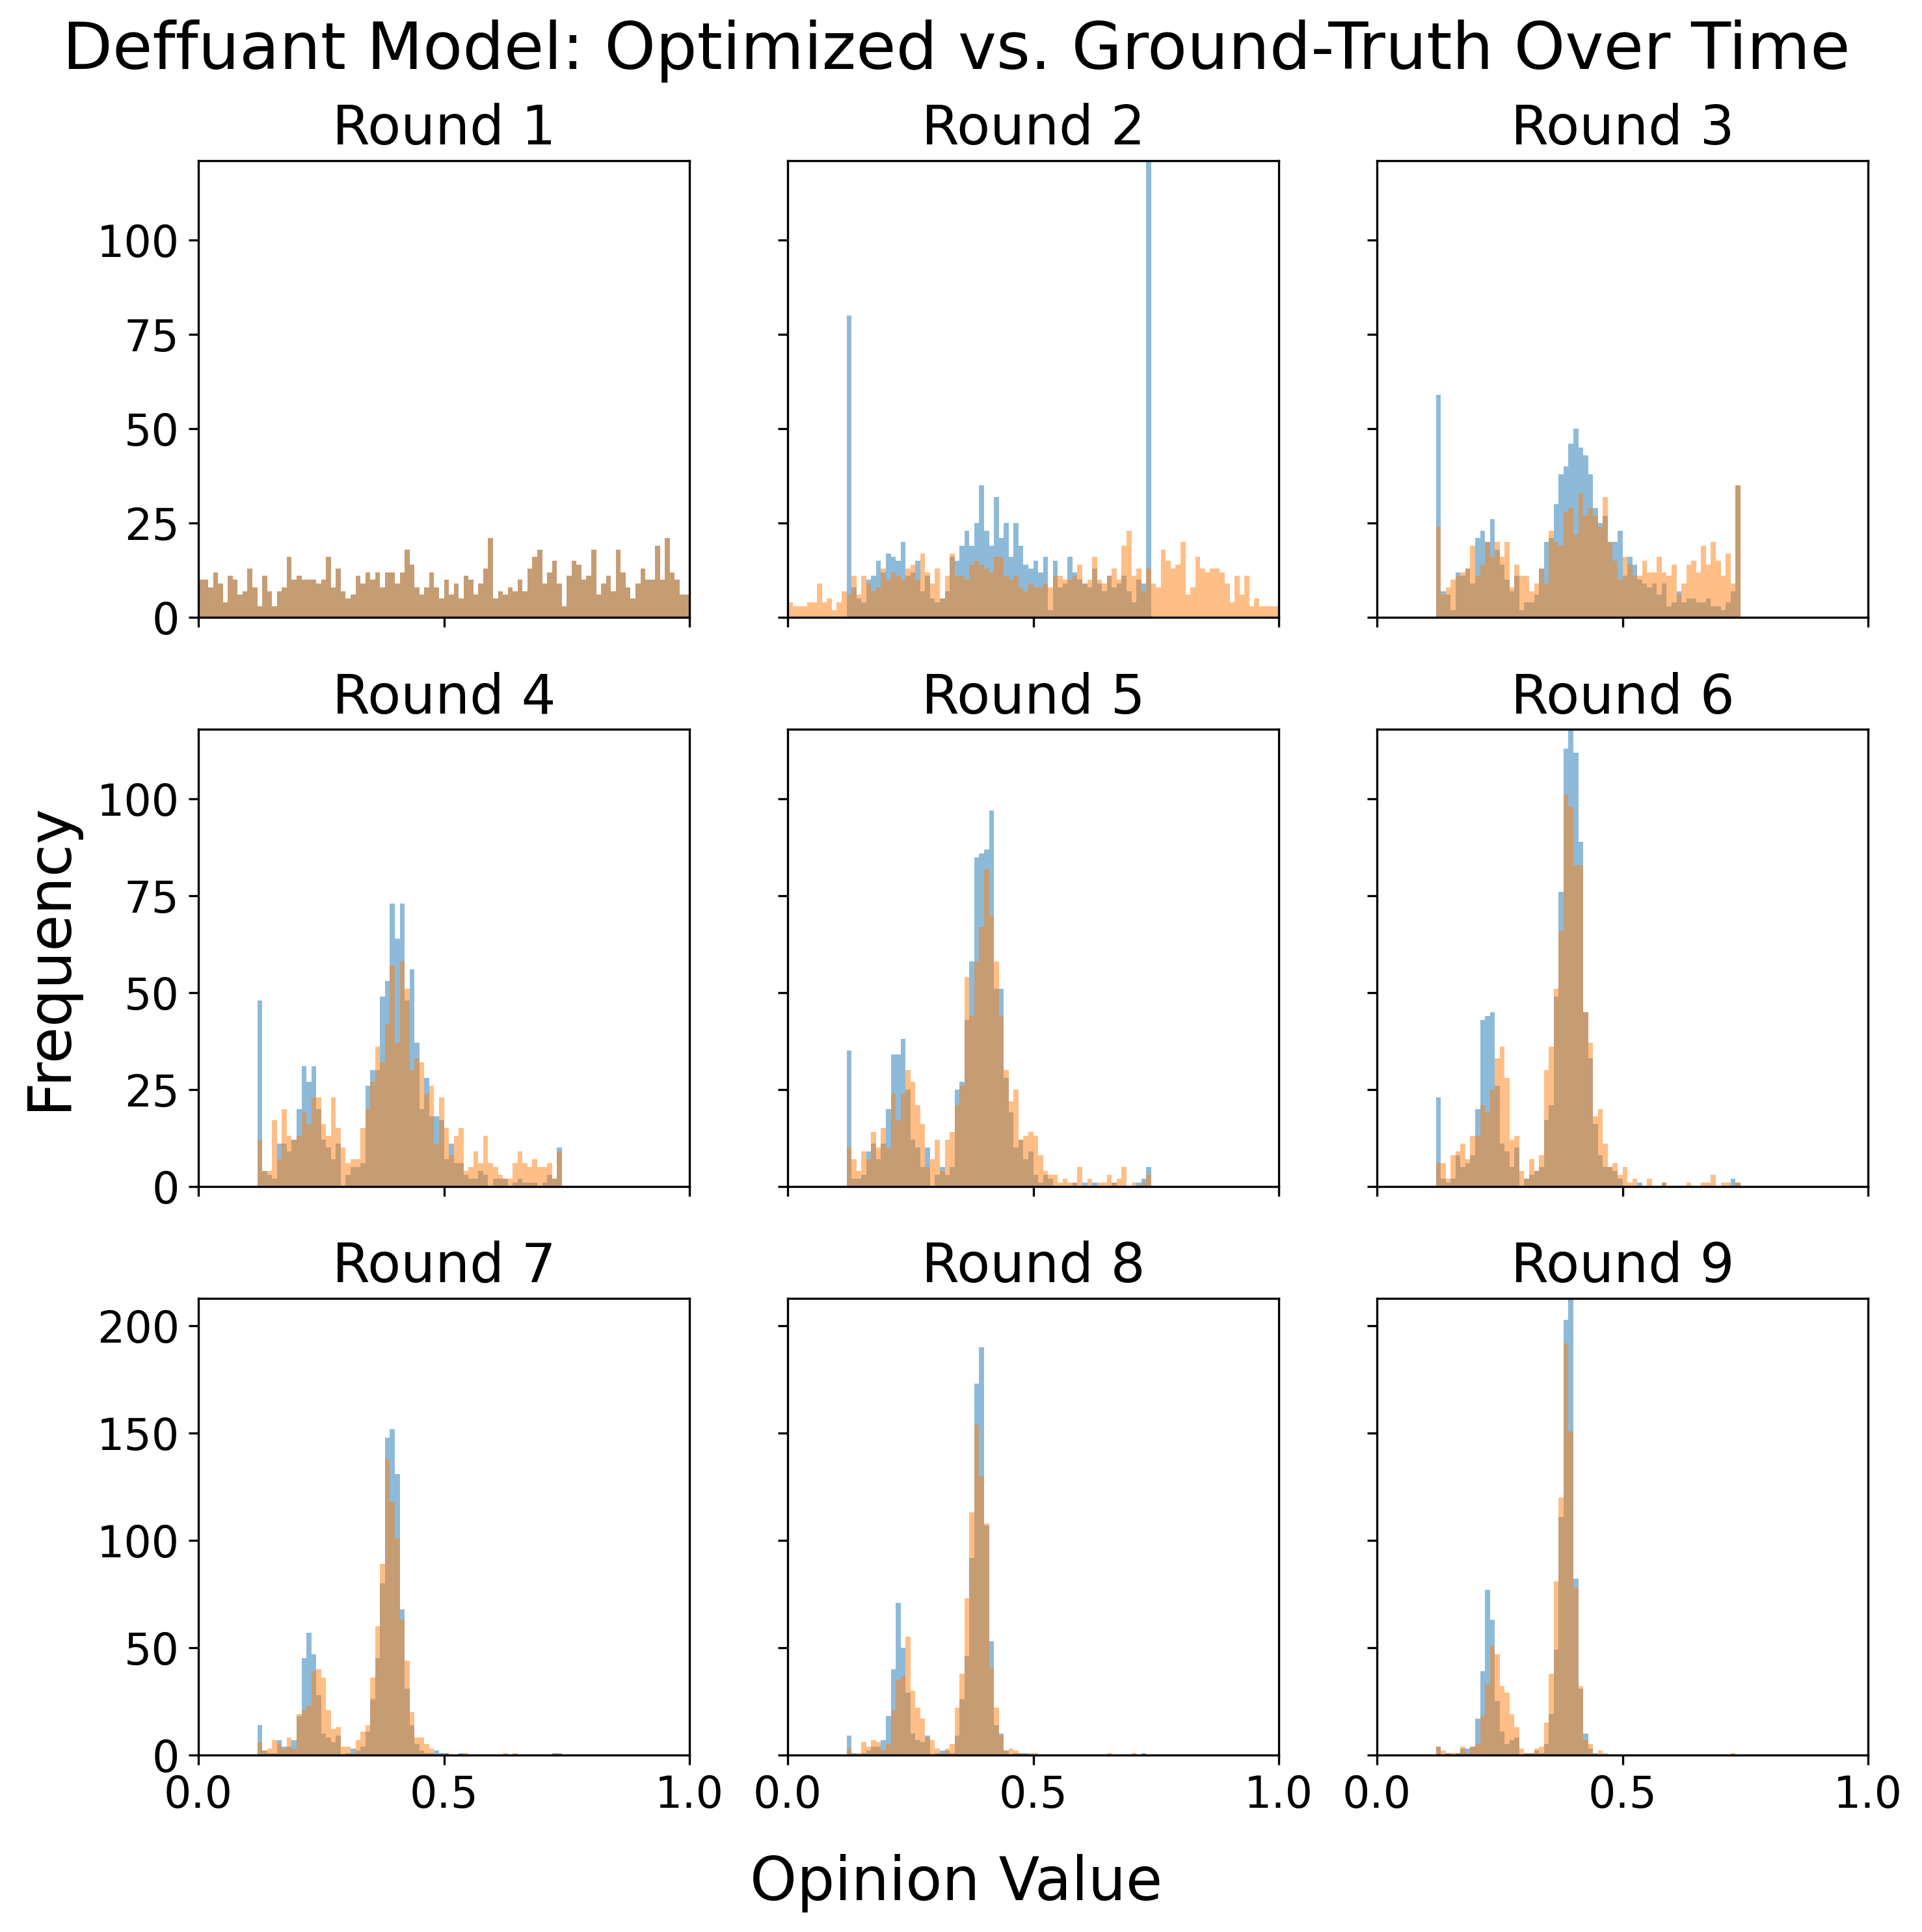 Deffuant Model: Optimized vs. Ground-Truth Over Time
Round 1
Round 2
Round 3
100
75
50
25
0
Round 4
Round 5
Round 6
Frequency
100
75
50
25
0
Round 7
Round 8
Round 9
200
150
100
50
0
0.0 0.5 1.0 0.0 0.5 1.0 0.0 0.5 1.0
Opinion Value